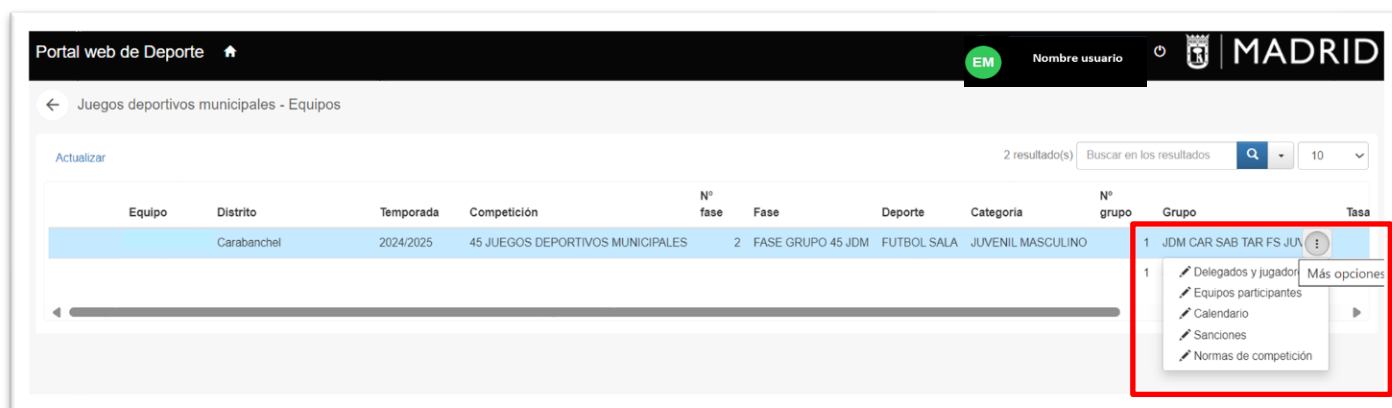 Portal web de Deporte
EM Nombre usuario MADRID
Juegos deportivos municipales - Equipos
Actualizar 2 resultado(s) Buscar en los resultados 10
Equipo Distrito Temporada Competición Nº fase Fase Deporte Categoria Nº grupo Grupo Tasa
Carabanchel 2024/2025 45 JUEGOS DEPORTIVOS MUNICIPALES 2 FASE GRUPO 45 JDM FUTBOL SALA JUVENIL MASCULINO 1 JDM CAR SAB TAR FS
1
Delegados y
Más opciones
Equipos participantes
Calendario
Sanciones
Normas de competición